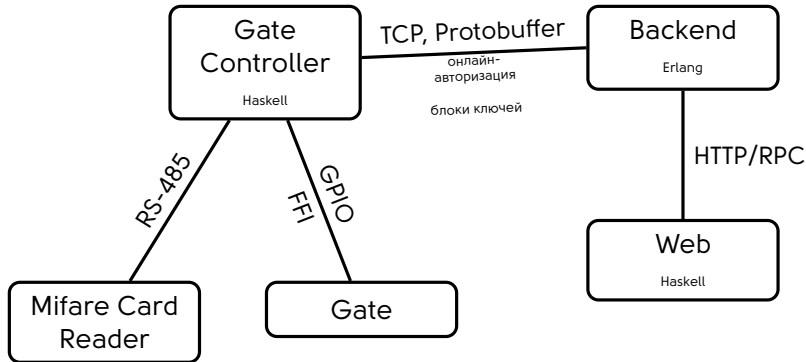 Gate
Controller
Haskell
TCP, Protobuffer
онлайн-
авторизация
блоки ключей
Backend
Erlang
HTTP/RPC
Web
Haskell
RS-485
GPIO
FFI
Mifare Card
Reader
Gate